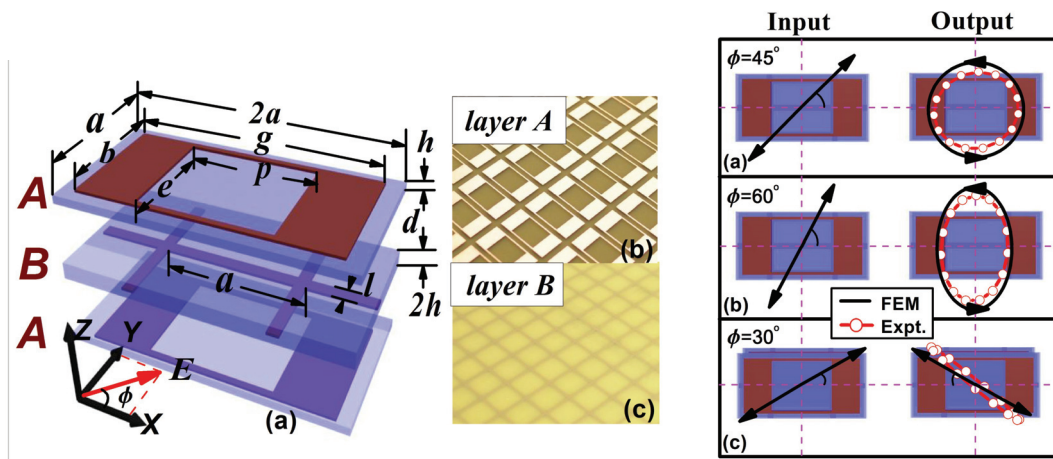 2a
a
g
b
h
p
e
A
d
B
a
l
2h
A
Z
Y
E
ϕ
X
(a)
layer A
(b)
layer B
(c)
Input
Output
ϕ=45°
(a)
ϕ=60°
(b)
FEM
Expt.
ϕ=30°
(c)